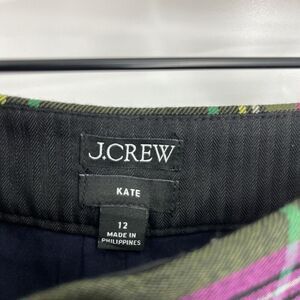 J.CREW
KATE
12
MADE IN
PHILIPPINES